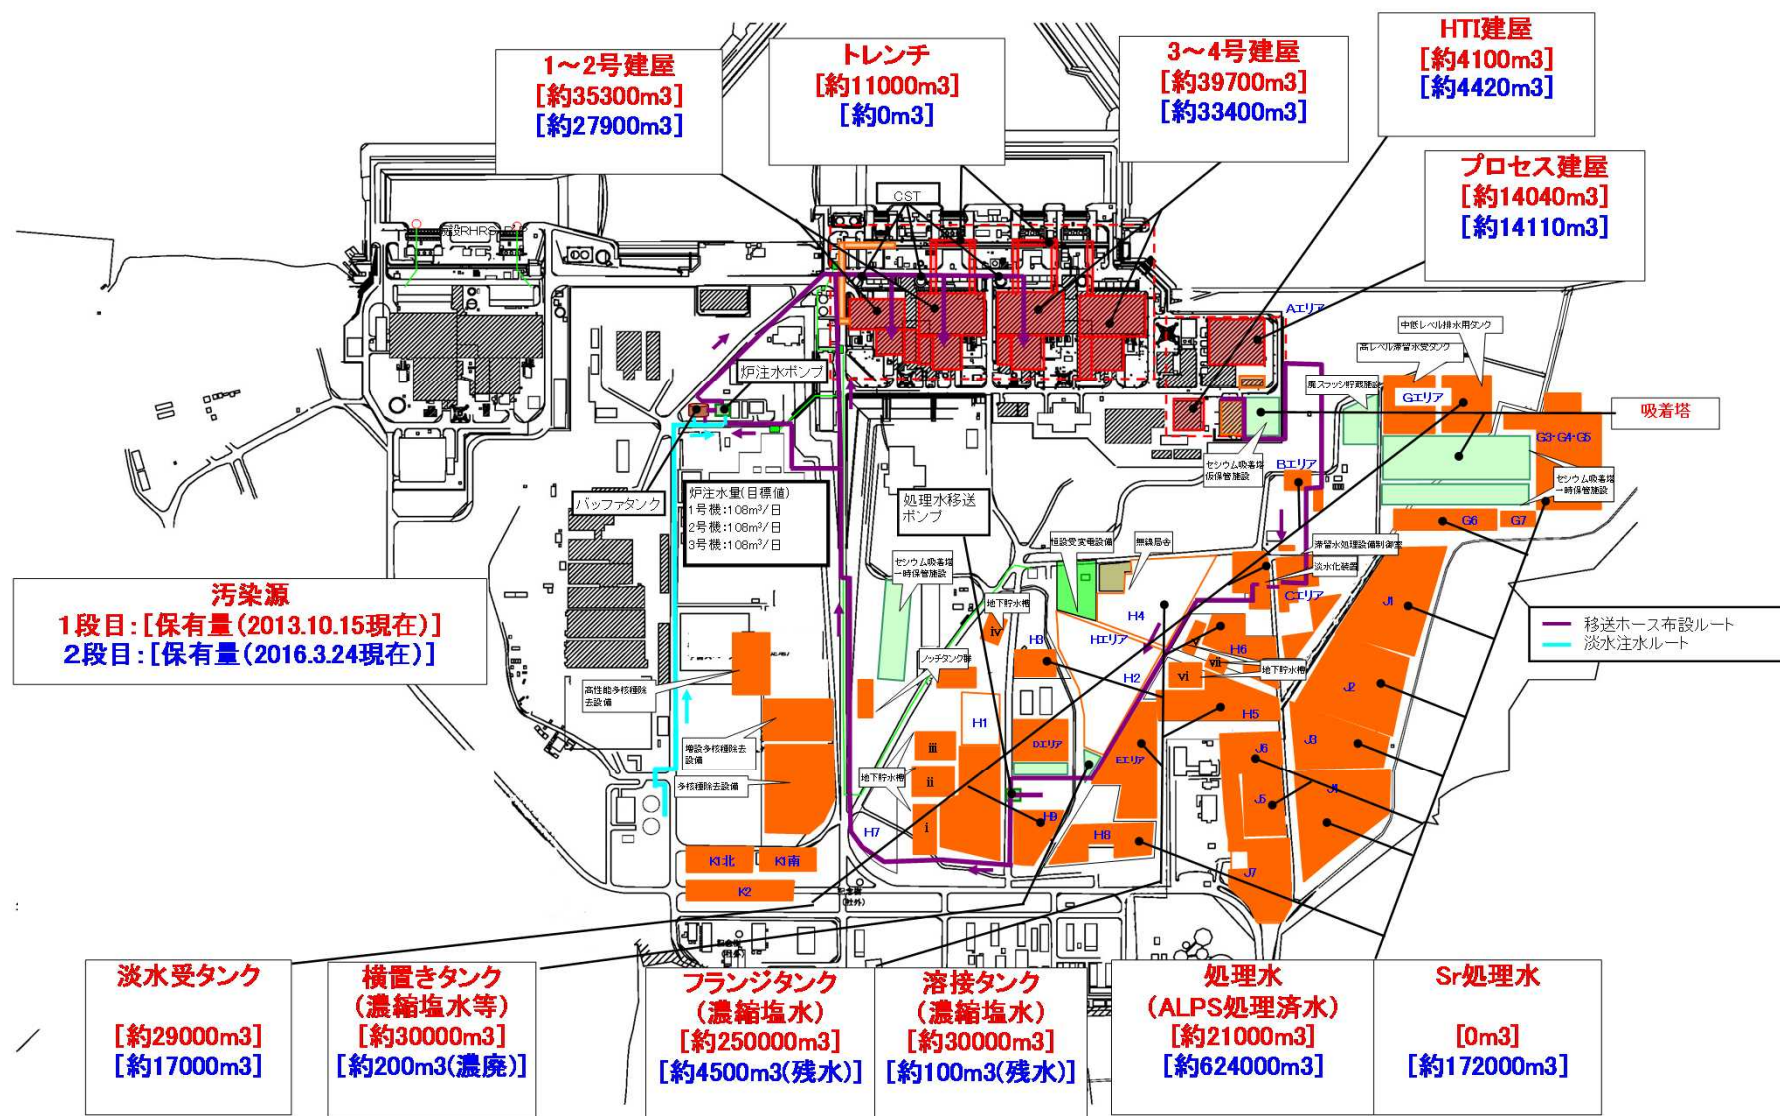 1～2号建屋
[約35300m3]
[約27900m3]
トレンチ
[約11000m3]
[約0m3]
3～4号建屋
[約39700m3]
[約33400m3]
HTI建屋
[約4100m3]
[約4420m3]
プロセス建屋
[約14040m3]
[約14110m3]
CST
Aエリア
中低レベル排水用タンク
高レベル滞留水受タンク
廃スラッジ貯蔵施設
Gエリア
吸着塔
G3・G4・G5
炉注水ポンプ
セシウム吸着塔
仮保管施設
Bエリア
セシウム吸着塔
一時保管施設
G6
G7
バッファタンク
炉注水量(目標値)
1号機:108m³/日
2号機:108m³/日
3号機:108m³/日
処理水移送
ポンプ
恒設受変電設備
無線局舎
滞留水処理設備制御室
淡水化装置
Cエリア
セシウム吸着塔
一時保管施設
汚染源
1段目:[保有量(2013.10.15現在)]
2段目:[保有量(2016.3.24現在)]
地下貯水槽
iv
H3
H4
Hエリア
H6
J1
移送ホース布設ルート
淡水注水ルート
ノッチタンク群
H2
v
vii
vi
地下貯水槽
J2
高性能多核種除
去設備
H1
H5
増設多核種除去
設備
iii
Dエリア
Eエリア
J6
J3
多核種除去設備
地下貯水槽
ii
J5
J4
H7
i
H9
H8
K1北
K1南
J7
K2
淡水受タンク
[約29000m3]
[約17000m3]
横置きタンク
(濃縮塩水等)
[約30000m3]
[約200m3(濃廃)]
フランジタンク
(濃縮塩水)
[約250000m3]
[約4500m3(残水)]
溶接タンク
(濃縮塩水)
[約30000m3]
[約100m3(残水)]
処理水
(ALPS処理済水)
[約21000m3]
[約624000m3]
Sr処理水
[0m3]
[約172000m3]